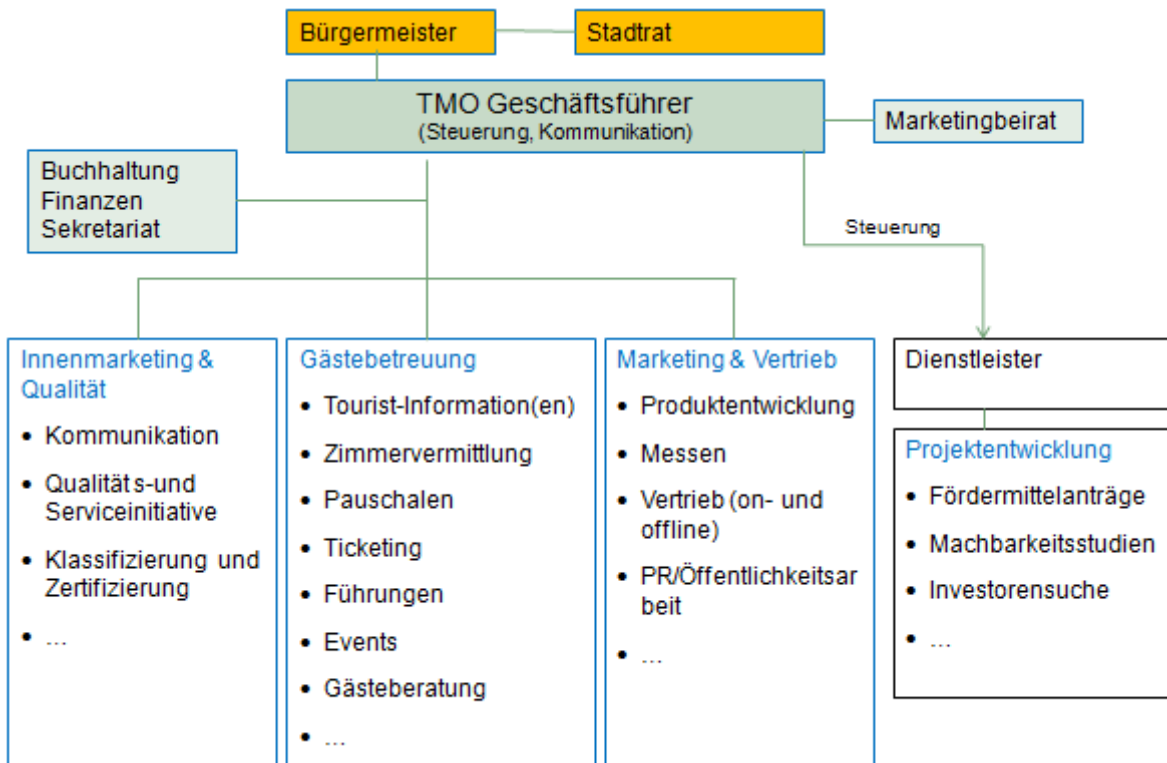 Bürgermeister
Stadtrat
TMO Geschäftsführer
(Steuerung, Kommunikation)
Marketingbeirat
Buchhaltung
Finanzen
Sekretariat
Steuerung
Innenmarketing &
Qualität
• Kommunikation
• Qualität s-und
Serviceinitiative
• Klassifizierung und
Zertifizierung
• ...
Gästebetreuung
• Tourist-Information(en)
• Zimmervermittlung
• Pauschalen
• Ticketing
• Führungen
• Events
• Gästeberatung
• ...
Marketing & Vertrieb
• Produktentwicklung
• Messen
• Vertrieb (on- und
offline)
• PR/Öffentlichkeitsar
beit
• ...
Dienstleister
Projektentwicklung
• Fördermittelanträge
• Machbarkeitsstudien
• Investorensuche
• ...